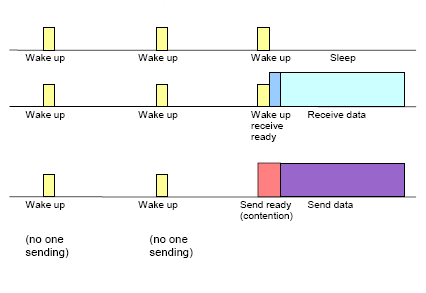 Wake up Wake up Wake up Sleep
Wake up Wake up Wake up Receive data
receive
ready
Wake up Wake up Send ready Send data
(contention)
(no one (no one
sending) sending)